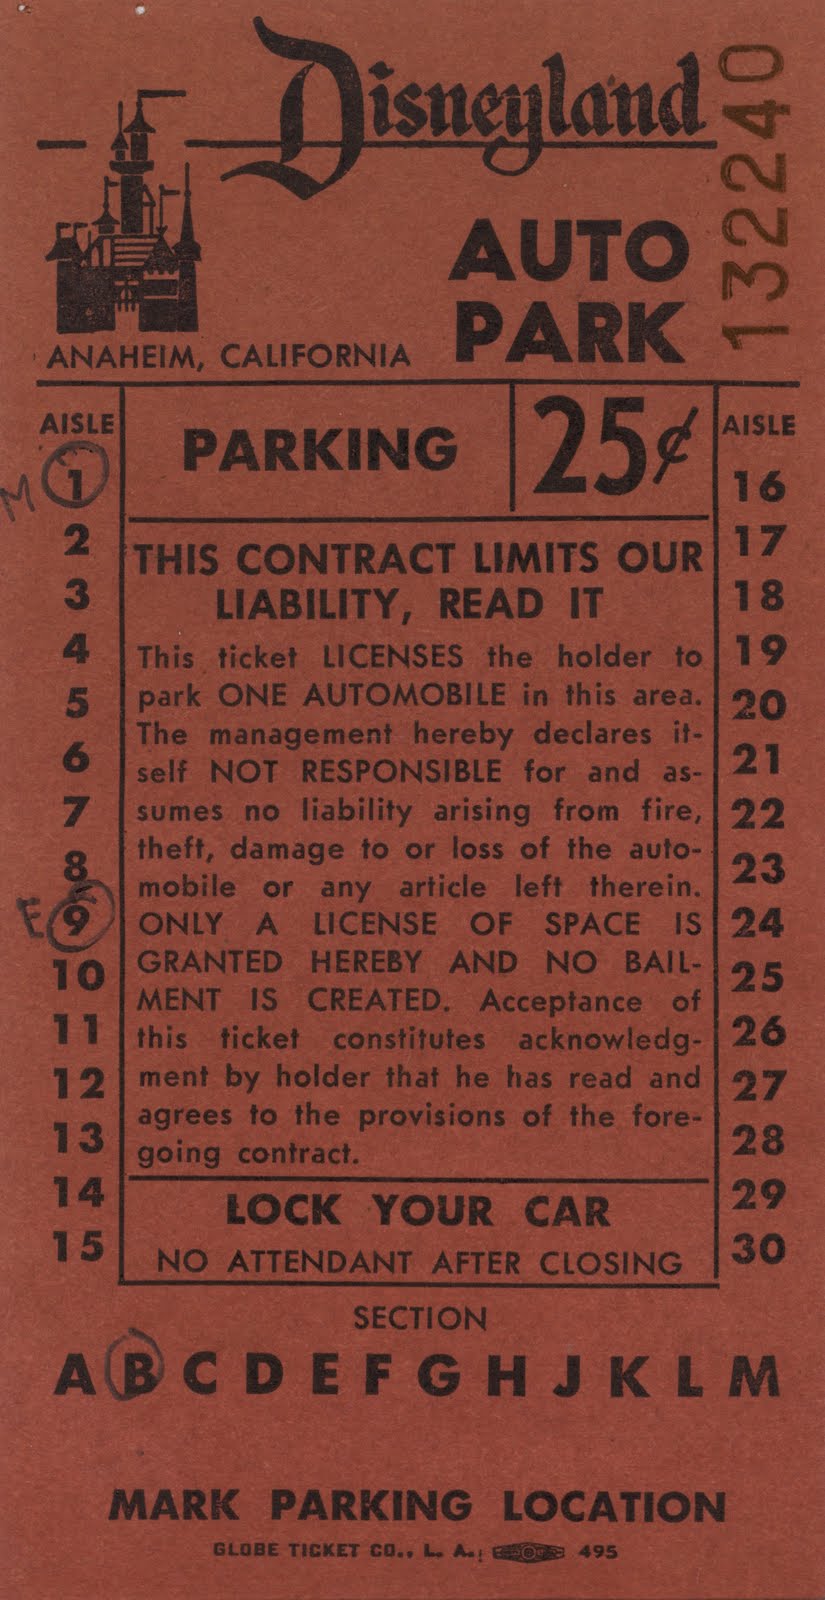 Disneyland
132240
AUTO
PARK
ANAHEIM, CALIFORNIA
AISLE
M 1
2
3
4
5
6
7
8
E 9
10
11
12
13
14
15
PARKING 25¢
THIS CONTRACT LIMITS OUR
LIABILITY, READ IT
This ticket LICENSES the holder to
park ONE AUTOMOBILE in this area.
The management hereby declares it-
self NOT RESPONSIBLE for and as-
sumes no liability arising from fire,
theft, damage to or loss of the auto-
mobile or any article left therein.
ONLY A LICENSE OF SPACE IS
GRANTED HEREBY AND NO BAIL-
MENT IS CREATED. Acceptance of
this ticket constitutes acknowledg-
ment by holder that he has read and
agrees to the provisions of the fore-
going contract.
LOCK YOUR CAR
NO ATTENDANT AFTER CLOSING
AISLE
16
17
18
19
20
21
22
23
24
25
26
27
28
29
30
SECTION
A B C D E F G H J K L M
MARK PARKING LOCATION
GLOBE TICKET CO., L. A., 495